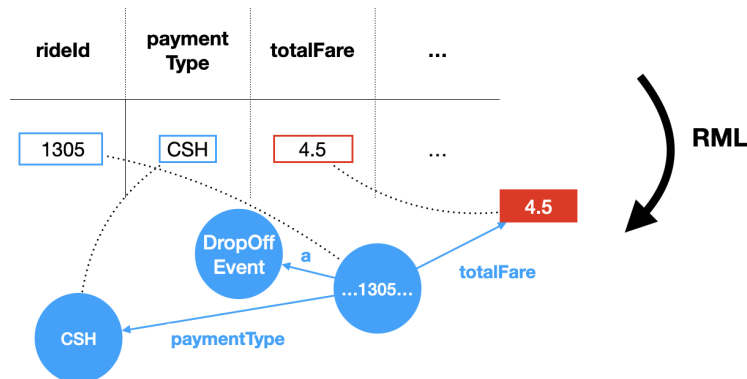 rideId
payment
Type
totalFare
...
1305
CSH
4.5
...
RML
4.5
DropOff
Event
a
...1305...
totalFare
paymentType
CSH